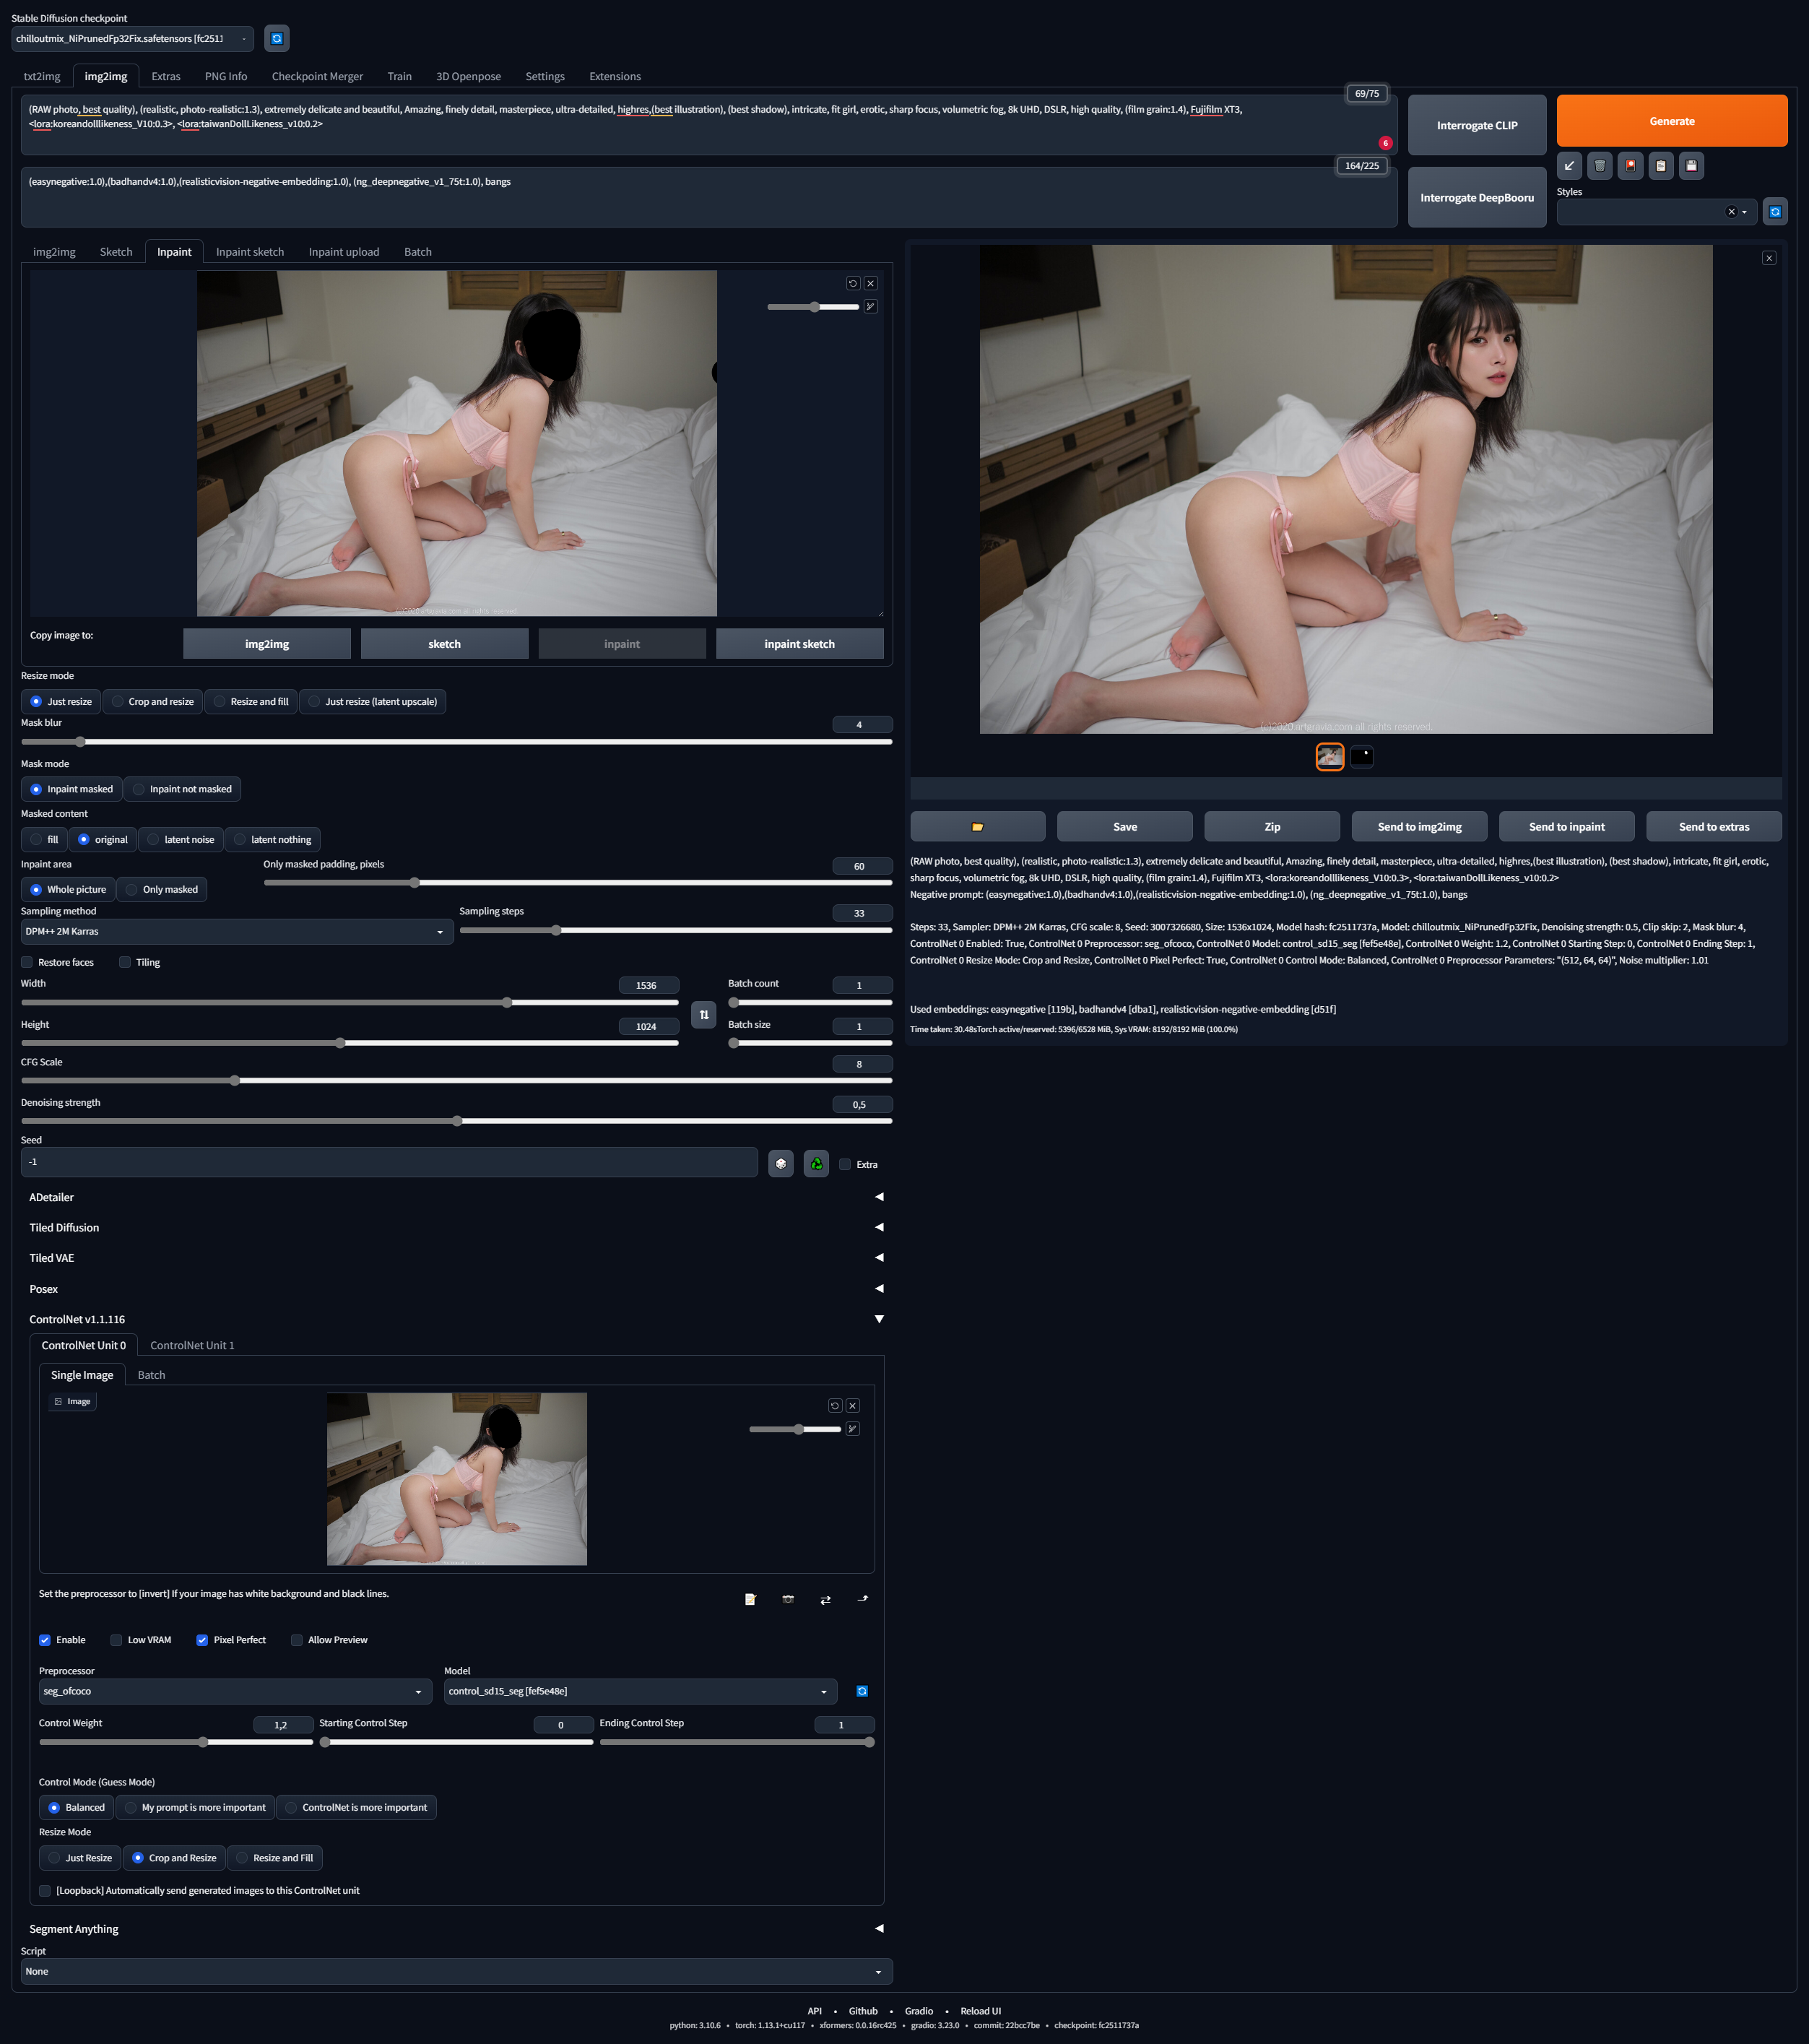 Stable Diffusion checkpoint
chilloutmix_NiPrunedFp32Fix.safetensors [fc2511
txt2img
img2img
Extras
PNG Info
Checkpoint Merger
Train
3D Openpose
Settings
Extensions
69/75
(RAW photo, best quality), (realistic, photo-realistic:1.3), extremely delicate and beautiful, Amazing, finely detail, masterpiece, ultra-detailed, highres,(best illustration), (best shadow), intricate, fit girl, erotic, sharp focus, volumetric fog, 8k UHD, DSLR, high quality, (film grain:1.4), Fujifilm XT3,
<lora:koreandolllikeness_V10:0.3>, <lora:taiwanDollLikeness_v10:0.2>
6
Interrogate CLIP
Generate
164/225
(easynegative:1.0),(badhandv4:1.0),(realisticvision-negative-embedding:1.0), (ng_deepnegative_v1_75t:1.0), bangs
Interrogate DeepBooru
Styles
img2img
Sketch
Inpaint
Inpaint sketch
Inpaint upload
Batch
Copy image to:
img2img
sketch
inpaint
inpaint sketch
Resize mode
Just resize
Crop and resize
Resize and fill
Just resize (latent upscale)
Mask blur
4
Mask mode
Inpaint masked
Inpaint not masked
Masked content
fill
original
latent noise
latent nothing
Inpaint area
Whole picture
Only masked
Only masked padding, pixels
60
Sampling method
DPM++ 2M Karras
Sampling steps
33
Restore faces
Tiling
Width
1536
Height
1024
Batch count
1
Batch size
1
CFG Scale
8
Denoising strength
0,5
Seed
-1
Extra
ADetailer
Tiled Diffusion
Tiled VAE
Posex
ControlNet v1.1.116
ControlNet Unit 0
ControlNet Unit 1
Single Image
Batch
Image
Set the preprocessor to [invert] If your image has white background and black lines.
Enable
Low VRAM
Pixel Perfect
Allow Preview
Preprocessor
seg_ofcoco
Model
control_sd15_seg [fef5e48e]
Control Weight
1,2
Starting Control Step
0
Ending Control Step
1
Control Mode (Guess Mode)
Balanced
My prompt is more important
ControlNet is more important
Resize Mode
Just Resize
Crop and Resize
Resize and Fill
[Loopback] Automatically send generated images to this ControlNet unit
Segment Anything
Script
None
all rights reserved.
Save
Zip
Send to img2img
Send to inpaint
Send to extras
(RAW photo, best quality), (realistic, photo-realistic:1.3), extremely delicate and beautiful, Amazing, finely detail, masterpiece, ultra-detailed, highres,(best illustration), (best shadow), intricate, fit girl, erotic,
sharp focus, volumetric fog, 8k UHD, DSLR, high quality, (film grain:1.4), Fujifilm XT3, <lora:koreandolllikeness_V10:0.3>, <lora:taiwanDollLikeness_v10:0.2>
Negative prompt: (easynegative:1.0),(badhandv4:1.0),(realisticvision-negative-embedding:1.0), (ng_deepnegative_v1_75t:1.0), bangs
Steps: 33, Sampler: DPM++ 2M Karras, CFG scale: 8, Seed: 3007326680, Size: 1536x1024, Model hash: fc2511737a, Model: chilloutmix_NiPrunedFp32Fix, Denoising strength: 0.5, Clip skip: 2, Mask blur: 4,
ControlNet 0 Enabled: True, ControlNet 0 Preprocessor: seg_ofcoco, ControlNet 0 Model: control_sd15_seg [fef5e48e], ControlNet 0 Weight: 1.2, ControlNet 0 Starting Step: 0, ControlNet 0 Ending Step: 1,
ControlNet 0 Resize Mode: Crop and Resize, ControlNet 0 Pixel Perfect: True, ControlNet 0 Control Mode: Balanced, ControlNet 0 Preprocessor Parameters: "(512, 64, 64)", Noise multiplier: 1.01
Used embeddings: easynegative [119b], badhandv4 [dba1], realisticvision-negative-embedding [d51f]
Time taken: 30.48sTorch active/reserved: 5396/6528 MiB, Sys VRAM: 8192/8192 MiB (100.0%)
API • Github • Gradio • Reload UI
python: 3.10.6 • torch: 1.13.1+cu117 • xformers: 0.0.16rc425 • gradio: 3.23.0 • commit: 22bcc7be • checkpoint: fc2511737a